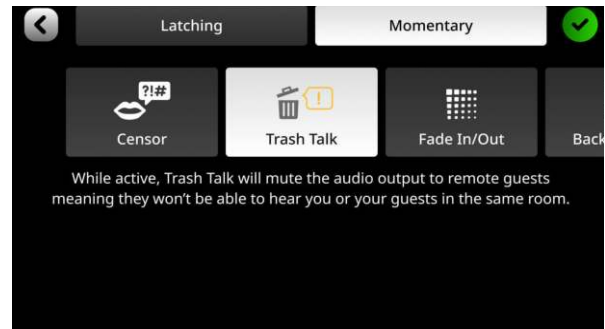 Latching
Momentary
?!#
!
Censor
Trash Talk
Fade In/Out
Back
While active, Trash Talk will mute the audio output to remote guests
meaning they won't be able to hear you or your guests in the same room.